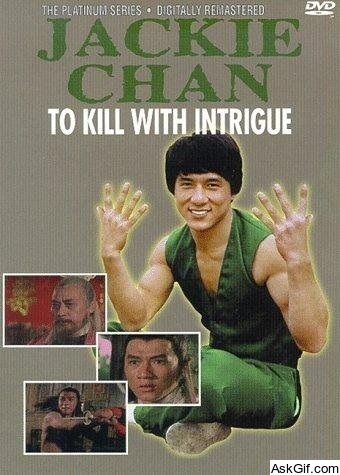 THE PLATINUM SERIES • DIGITALLY REMASTERED
DVD
JACKIE
CHAN
TO KILL WITH INTRIGUE
AskGif.com